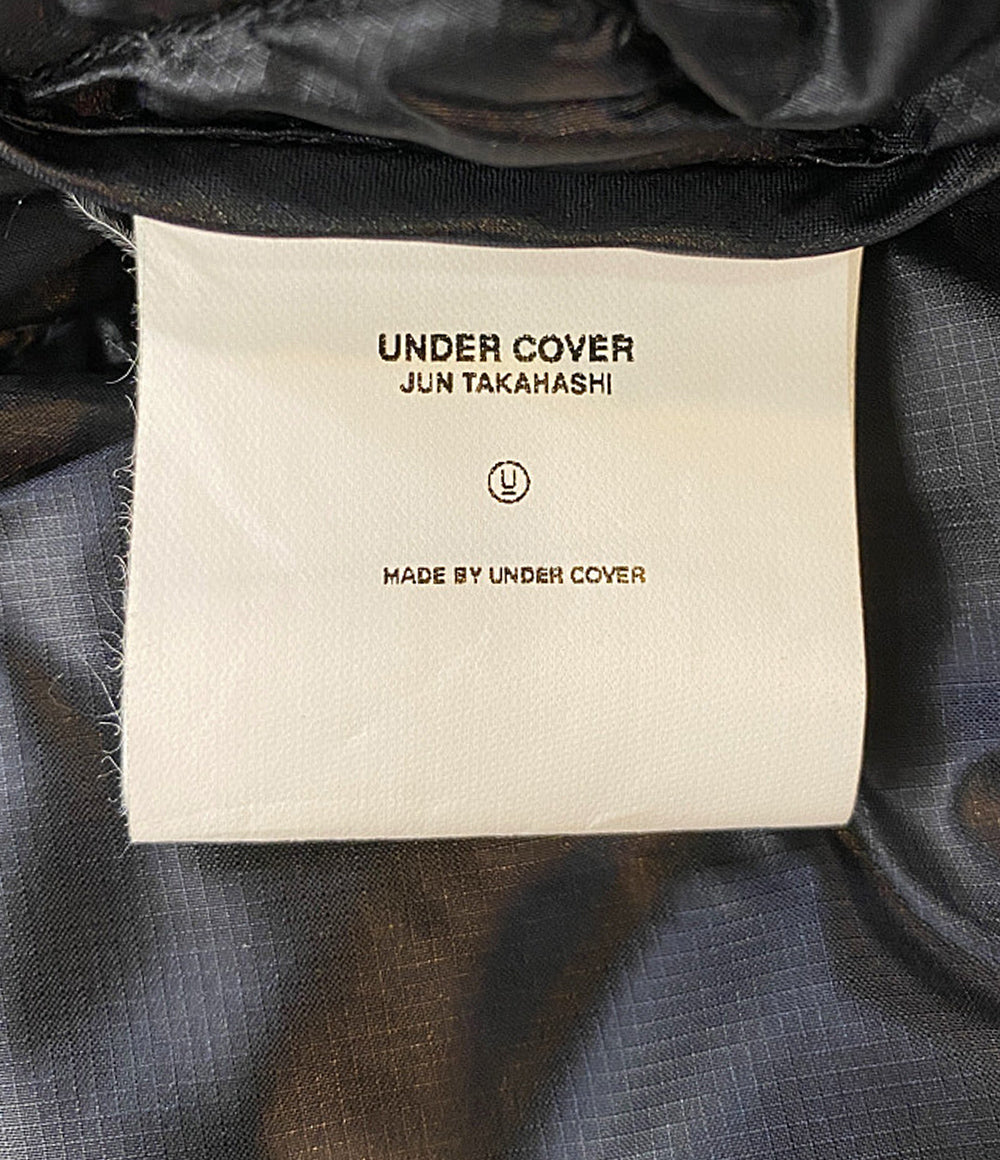 UNDER COVER
JUN TAKAHASHI
U
MADE BY UNDER COVER